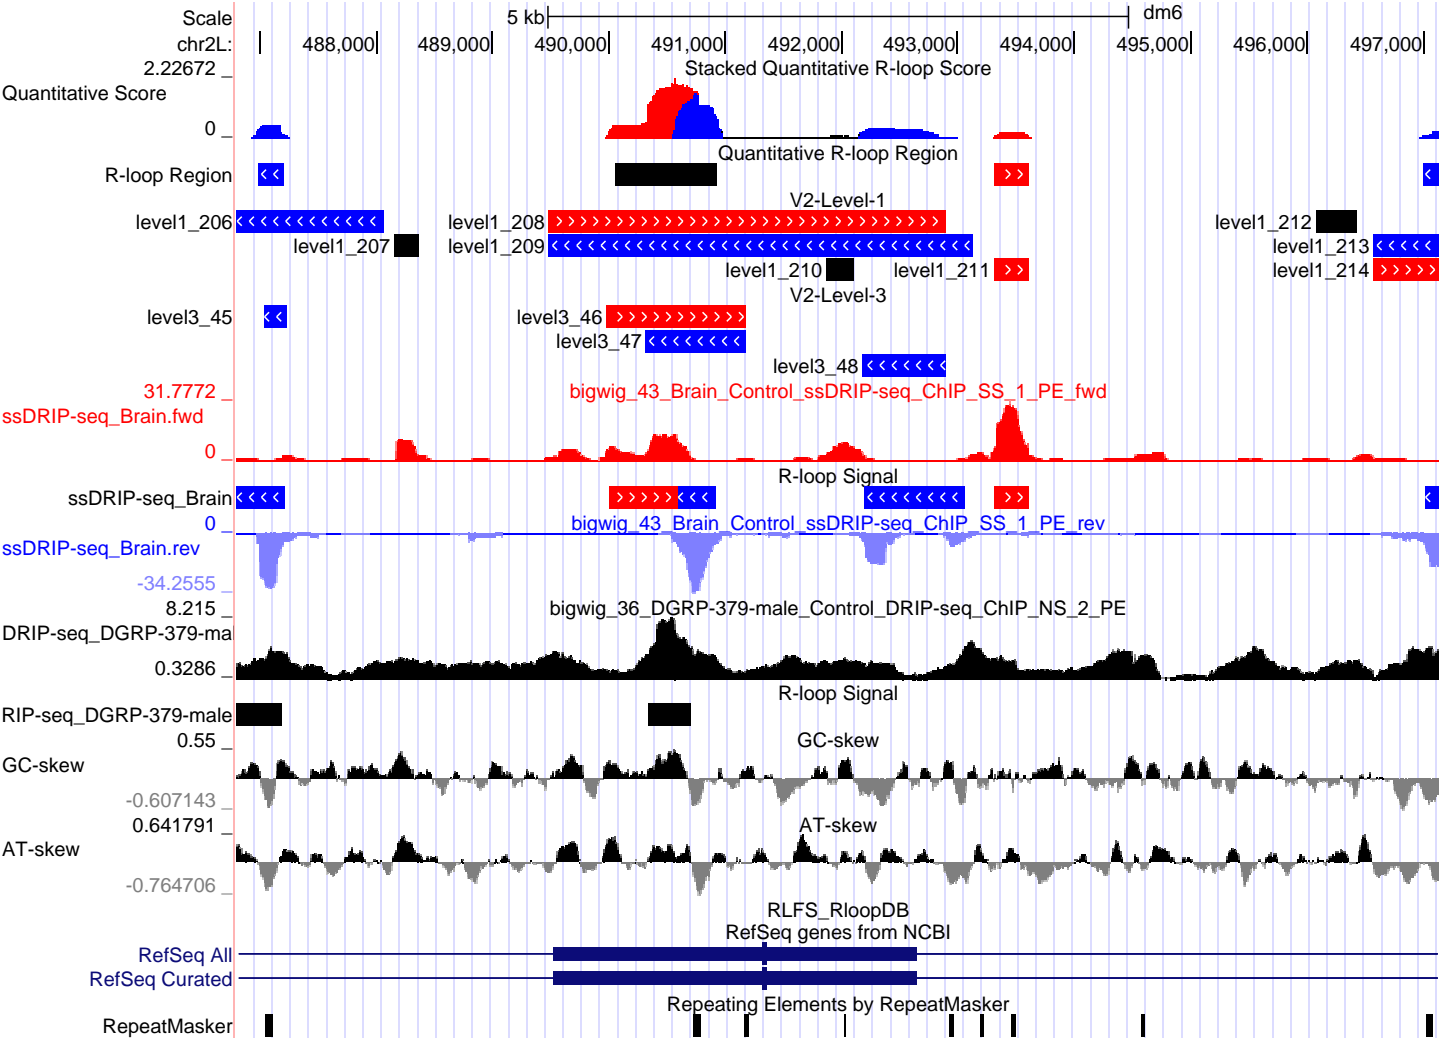 Scale 5 kb dm6
chr2L: 488,000 489,000 490,000 491,000 492,000 493,000 494,000 495,000 496,000 497,000
2.22672 _ Stacked Quantitative R-loop Score
Quantitative Score
0 _
Quantitative R-loop Region
R-loop Region
V2-Level-1
level1_206 level1_208 level1_212
level1_207 level1_209 level1_213
level1_210 level1_211 level1_214
V2-Level-3
level3_45 level3_46
level3_47
level3_48
31.7772 _ bigwig_43_Brain_Control_ssDRIP-seq_ChIP_SS_1_PE_fwd
ssDRIP-seq_Brain.fwd
0 _
R-loop Signal
ssDRIP-seq_Brain
0 _ bigwig_43_Brain_Control_ssDRIP-seq_ChIP_SS_1_PE_rev
ssDRIP-seq_Brain.rev
-34.2555 _
8.215 _ bigwig_36_DGRP-379-male_Control_DRIP-seq_ChIP_NS_2_PE
DRIP-seq_DGRP-379-ma
0.3286 _
R-loop Signal
RIP-seq_DGRP-379-male
0.55 _ GC-skew
GC-skew
-0.607143 _
0.641791 _ AT-skew
AT-skew
-0.764706 _
RLFS_RloopDB
RefSeq genes from NCBI
RefSeq All
RefSeq Curated
Repeating Elements by RepeatMasker
RepeatMasker